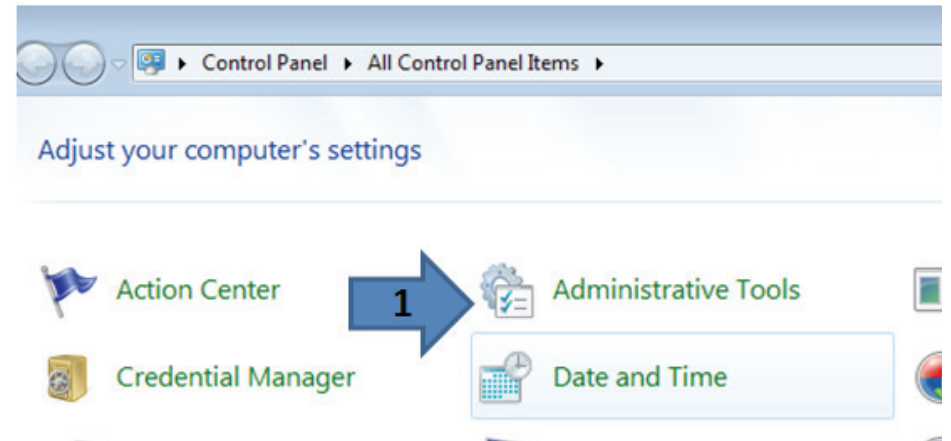 Control Panel All Control Panel Items
Adjust your computer's settings
Action Center
1
Administrative Tools
Credential Manager
Date and Time